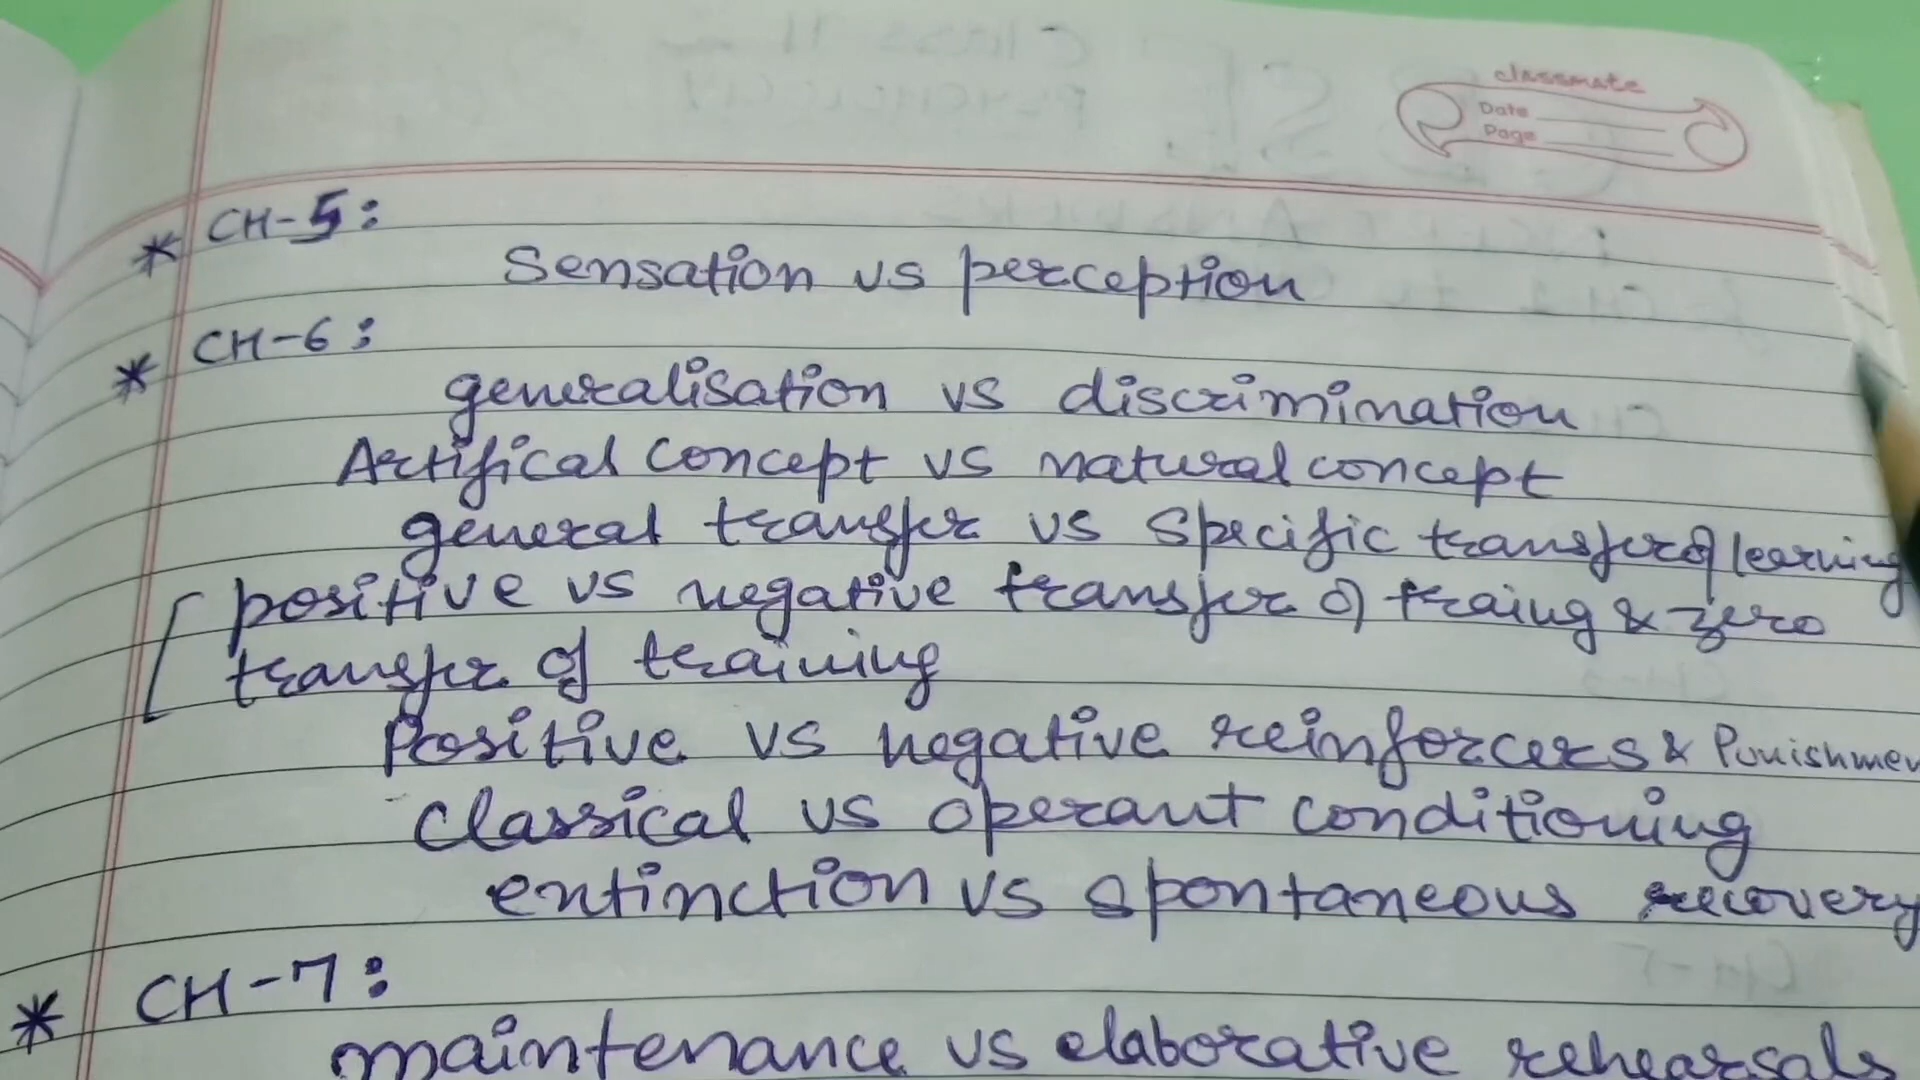 classmate
Date
Page
* CH-5:
Sensation vs perception
* CH-6:
generalisation vs discrimination
Artifical concept vs natural concept
general transfer vs Specific transfer of learning
positive vs negative transfer of traing & zero
transfer of training
Positive vs negative reinforcers & Punishmen
Classical vs operant conditioning
extinction vs spontaneous recovery
* CH-7:
maintenance vs elaborative rehearsals